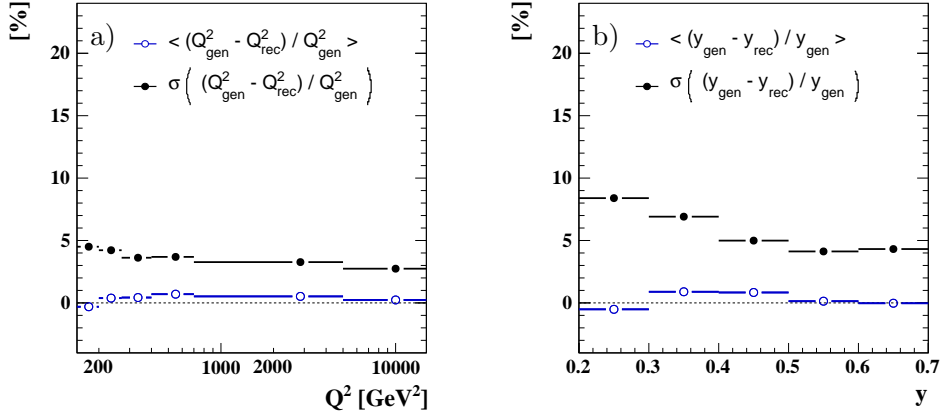 [%]
a)
< (Q²gen - Q²rec) / Q²gen >
σ ( (Q²gen - Q²rec) / Q²gen )
20
15
10
5
0
200 1000 2000 10000
Q² [GeV²]
[%]
b)
< (ygen - yrec) / ygen >
σ ( (ygen - yrec) / ygen )
20
15
10
5
0
0.2 0.3 0.4 0.5 0.6 0.7
y